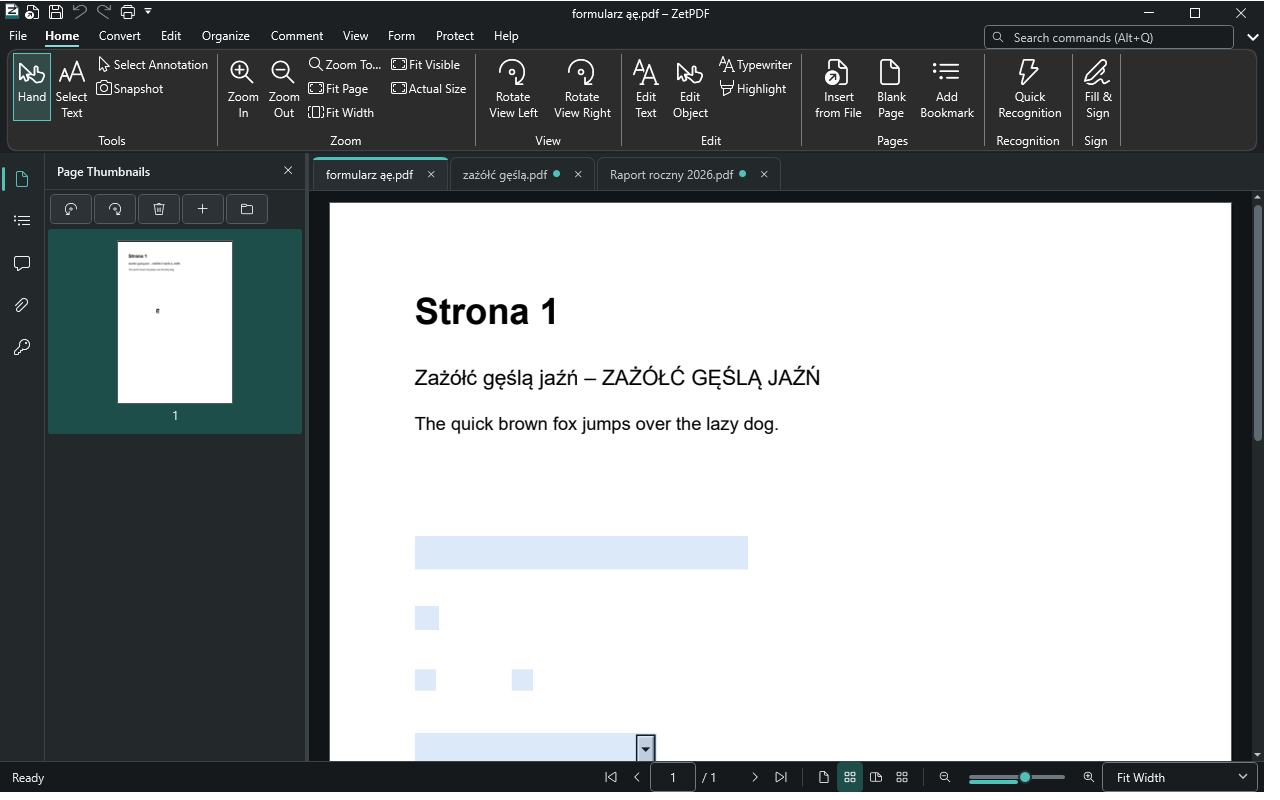 formularz ąę.pdf – ZetPDF
File Home Convert Edit Organize Comment View Form Protect Help
Search commands (Alt+Q)
Hand
Select Text
Select Annotation
Snapshot
Tools
Zoom In
Zoom Out
Zoom To...
Fit Page
Fit Width
Fit Visible
Actual Size
Zoom
Rotate View Left
Rotate View Right
View
Edit Text
Edit Object
Typewriter
Highlight
Edit
Insert from File
Blank Page
Add Bookmark
Pages
Quick Recognition
Recognition
Fill & Sign
Sign
Page Thumbnails
formularz ąę.pdf
zażółć gęślą.pdf
Raport roczny 2026.pdf
Strona 1
1
Strona 1
Zażółć gęślą jaźń – ZAŻÓŁĆ GĘŚLĄ JAŹŃ
The quick brown fox jumps over the lazy dog.
Ready
1 / 1
Fit Width